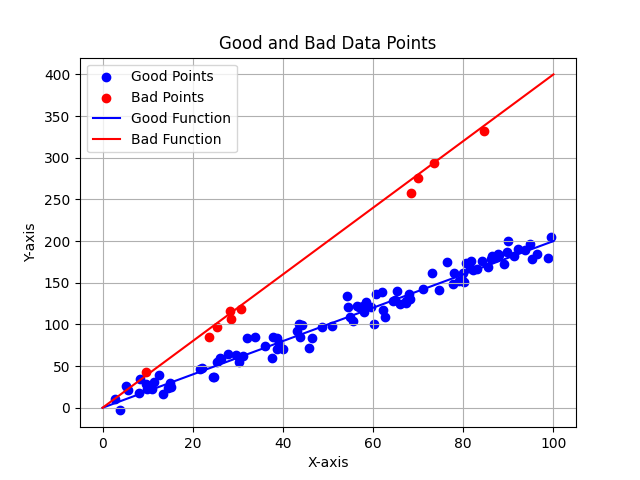 Good and Bad Data Points
Good Points
Bad Points
Good Function
Bad Function
400
350
300
250
200
150
100
50
0
Y-axis
0 20 40 60 80 100
X-axis